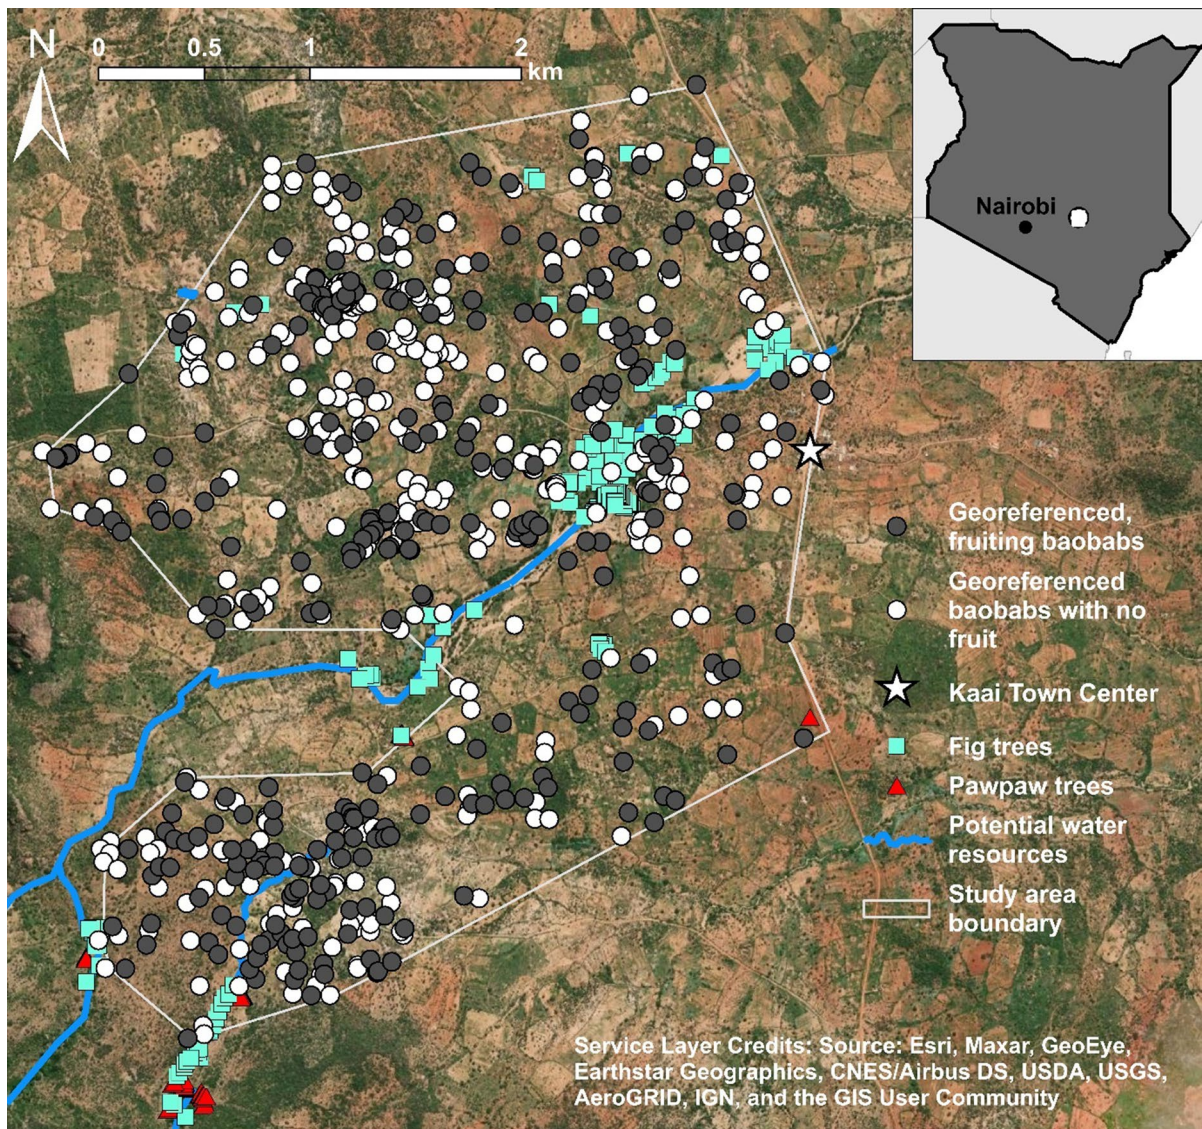 N
0 0.5 1 2
km
Nairobi
Georeferenced,
fruiting baobabs
Georeferenced
baobabs with no
fruit
Kaai Town Center
Fig trees
Pawpaw trees
Potential water
resources
Study area
boundary
Service Layer Credits: Source: Esri, Maxar, GeoEye,
Earthstar Geographics, CNES/Airbus DS, USDA, USGS,
AeroGRID, IGN, and the GIS User Community